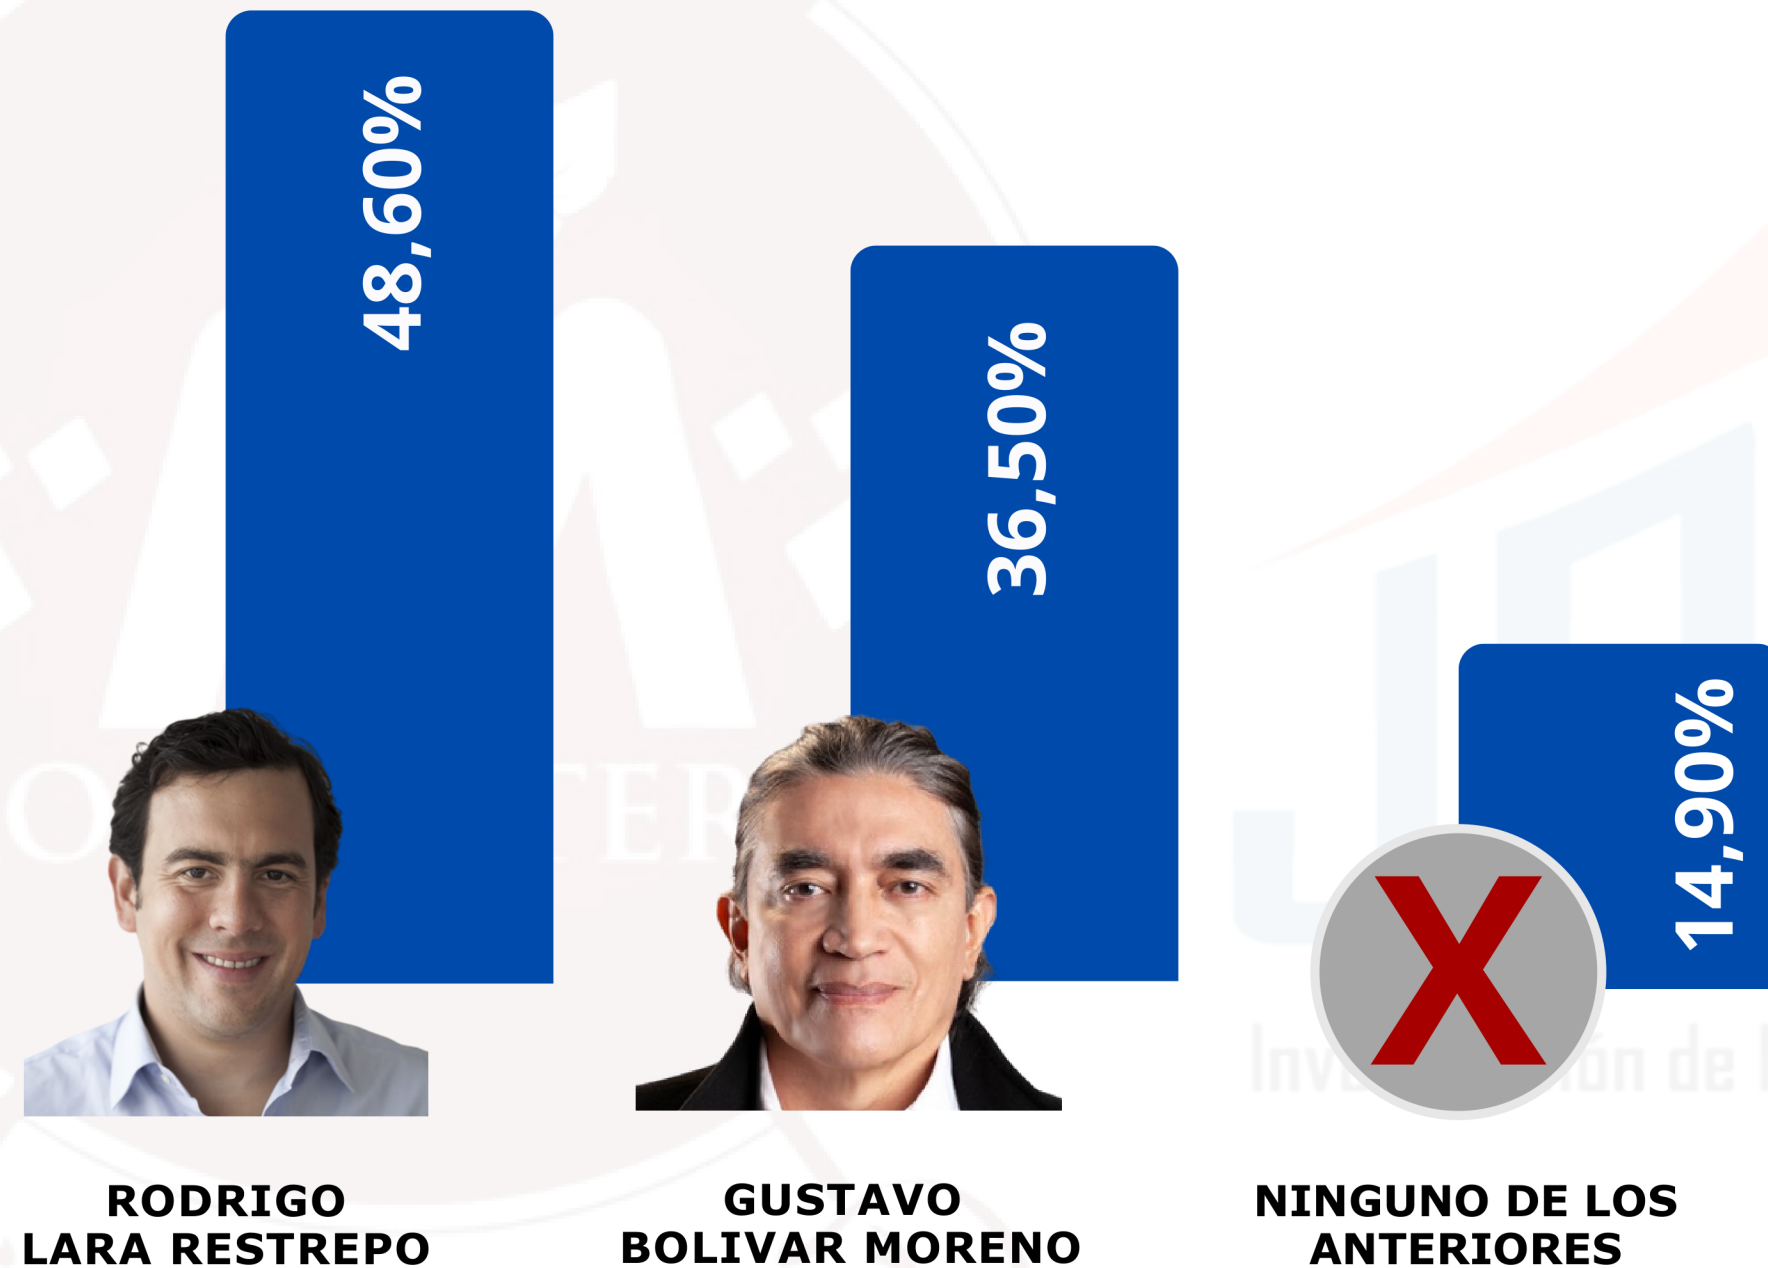 48,60%
36,50%
14,90%
RODRIGO
LARA RESTREPO
GUSTAVO
BOLIVAR MORENO
NINGUNO DE LOS
ANTERIORES